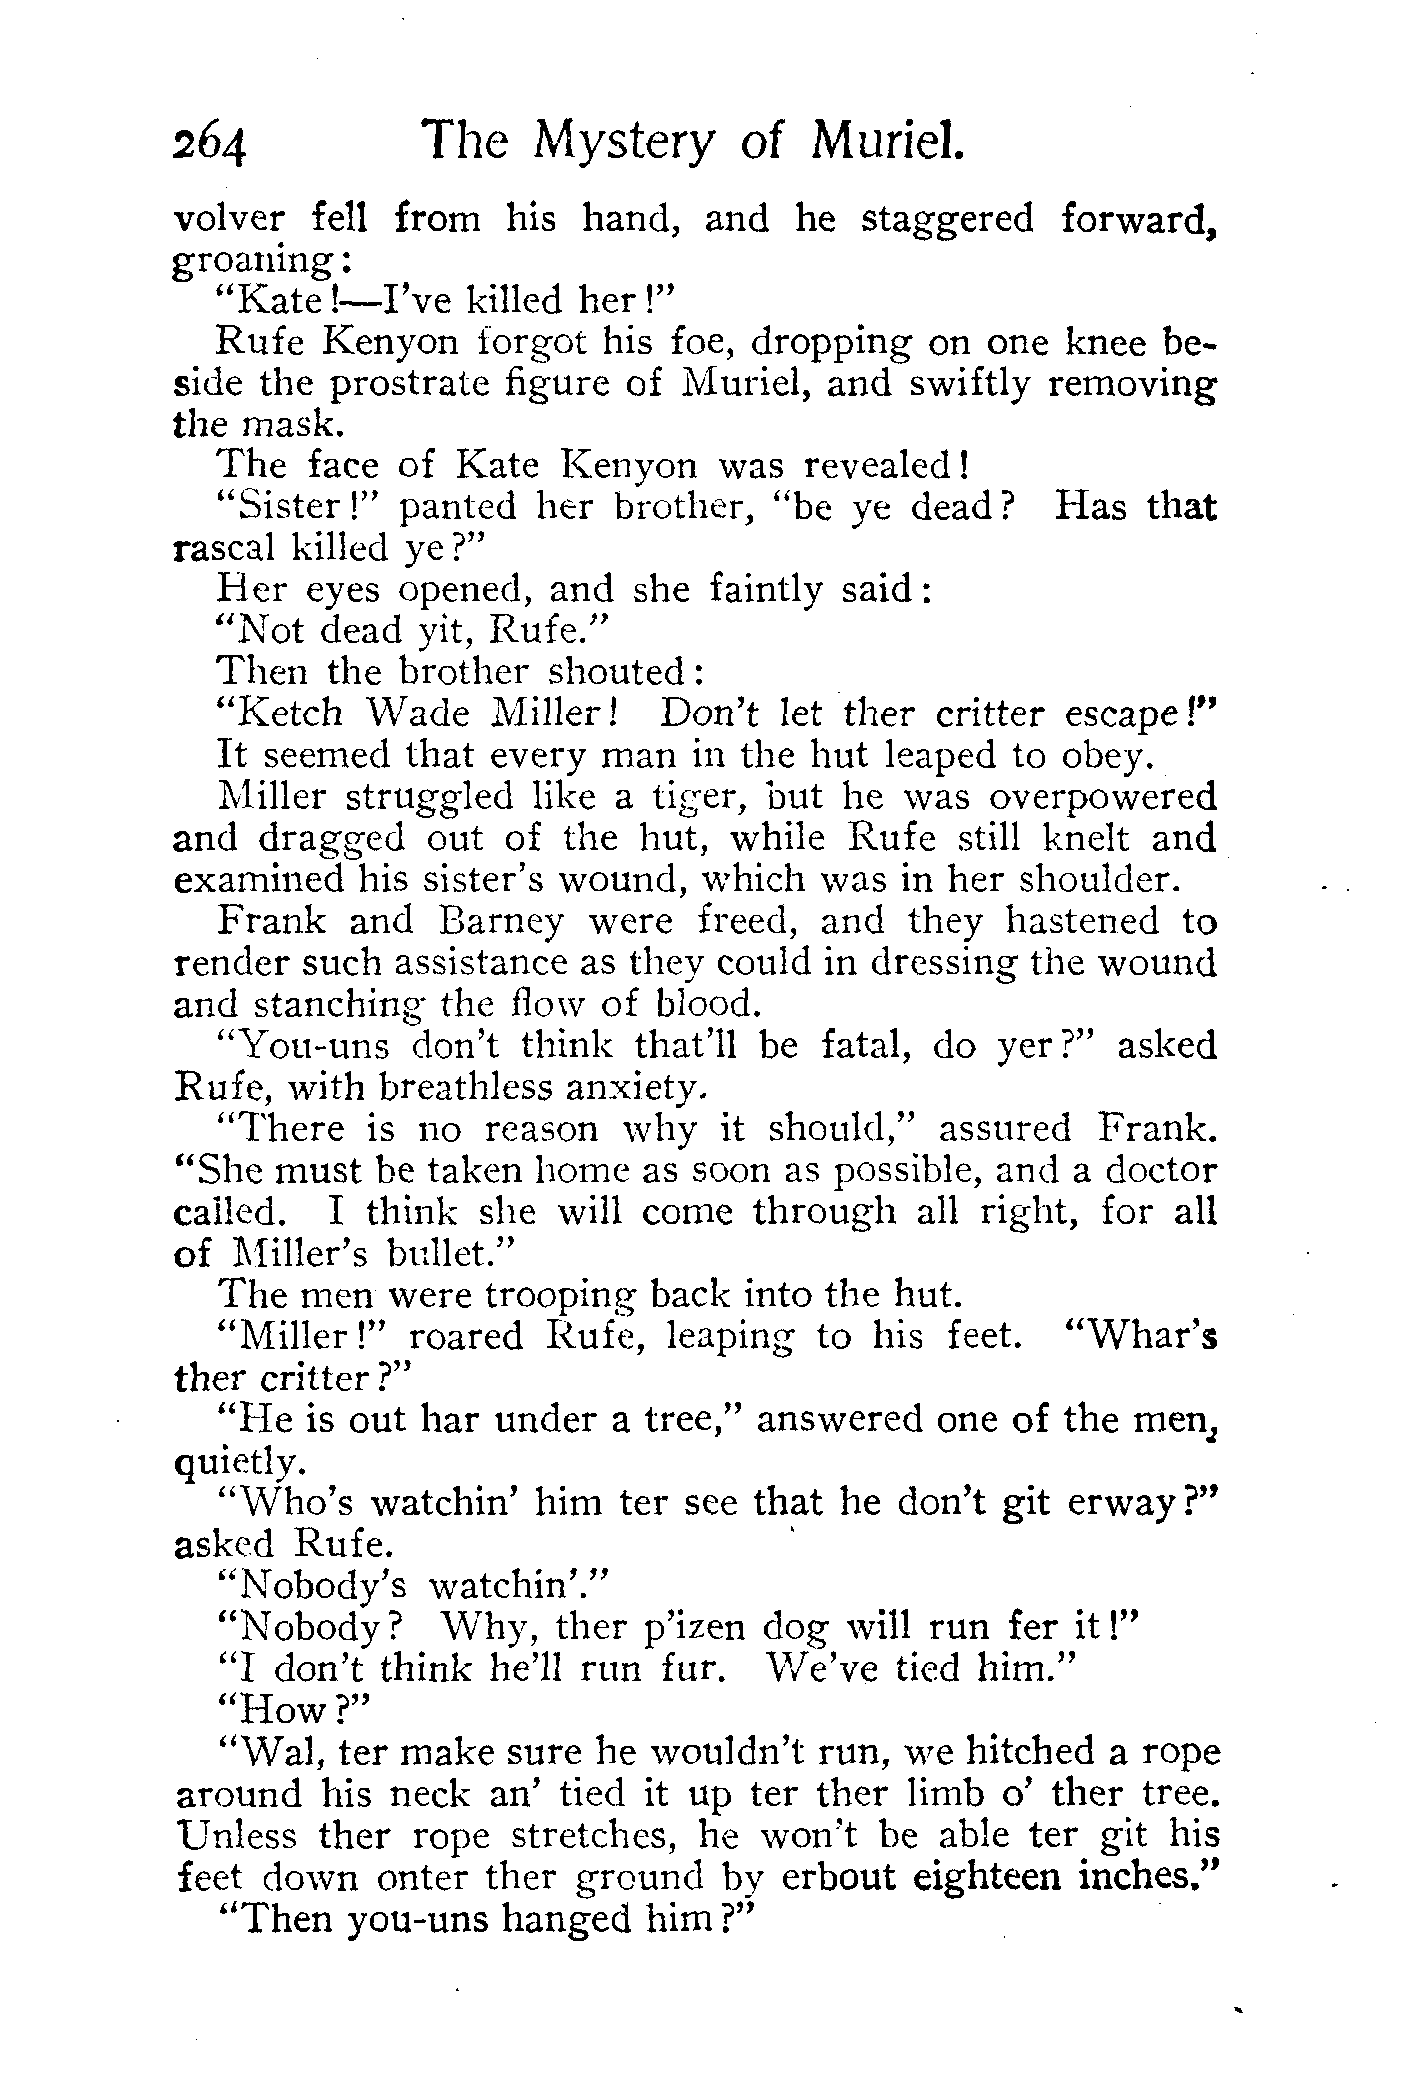 264 The Mystery of Muriel.
volver fell from his hand, and he staggered forward,
groaning:
"Kate!—I've killed her!"
Rufe Kenyon forgot his foe, dropping on one knee be-
side the prostrate figure of Muriel, and swiftly removing
the mask.
The face of Kate Kenyon was revealed!
"Sister!" panted her brother, "be ye dead? Has that
rascal killed ye?"
Her eyes opened, and she faintly said:
"Not dead yit, Rufe."
Then the brother shouted:
"Ketch Wade Miller! Don't let ther critter escape!"
It seemed that every man in the hut leaped to obey.
Miller struggled like a tiger, but he was overpowered
and dragged out of the hut, while Rufe still knelt and
examined his sister's wound, which was in her shoulder.
Frank and Barney were freed, and they hastened to
render such assistance as they could in dressing the wound
and stanching the flow of blood.
"You-uns don't think that'll be fatal, do yer?" asked
Rufe, with breathless anxiety.
"There is no reason why it should," assured Frank.
"She must be taken home as soon as possible, and a doctor
called. I think she will come through all right, for all
of Miller's bullet."
The men were trooping back into the hut.
"Miller!" roared Rufe, leaping to his feet. "Whar's
ther critter?"
"He is out har under a tree," answered one of the men,
quietly.
"Who's watchin' him ter see that he don't git erway?"
asked Rufe.
"Nobody's watchin'."
"Nobody? Why, ther p'izen dog will run fer it!"
"I don't think he'll run fur. We've tied him."
"How?"
"Wal, ter make sure he wouldn't run, we hitched a rope
around his neck an' tied it up ter ther limb o' ther tree.
Unless ther rope stretches, he won't be able ter git his
feet down onter ther ground by erbout eighteen inches."
"Then you-uns hanged him?"